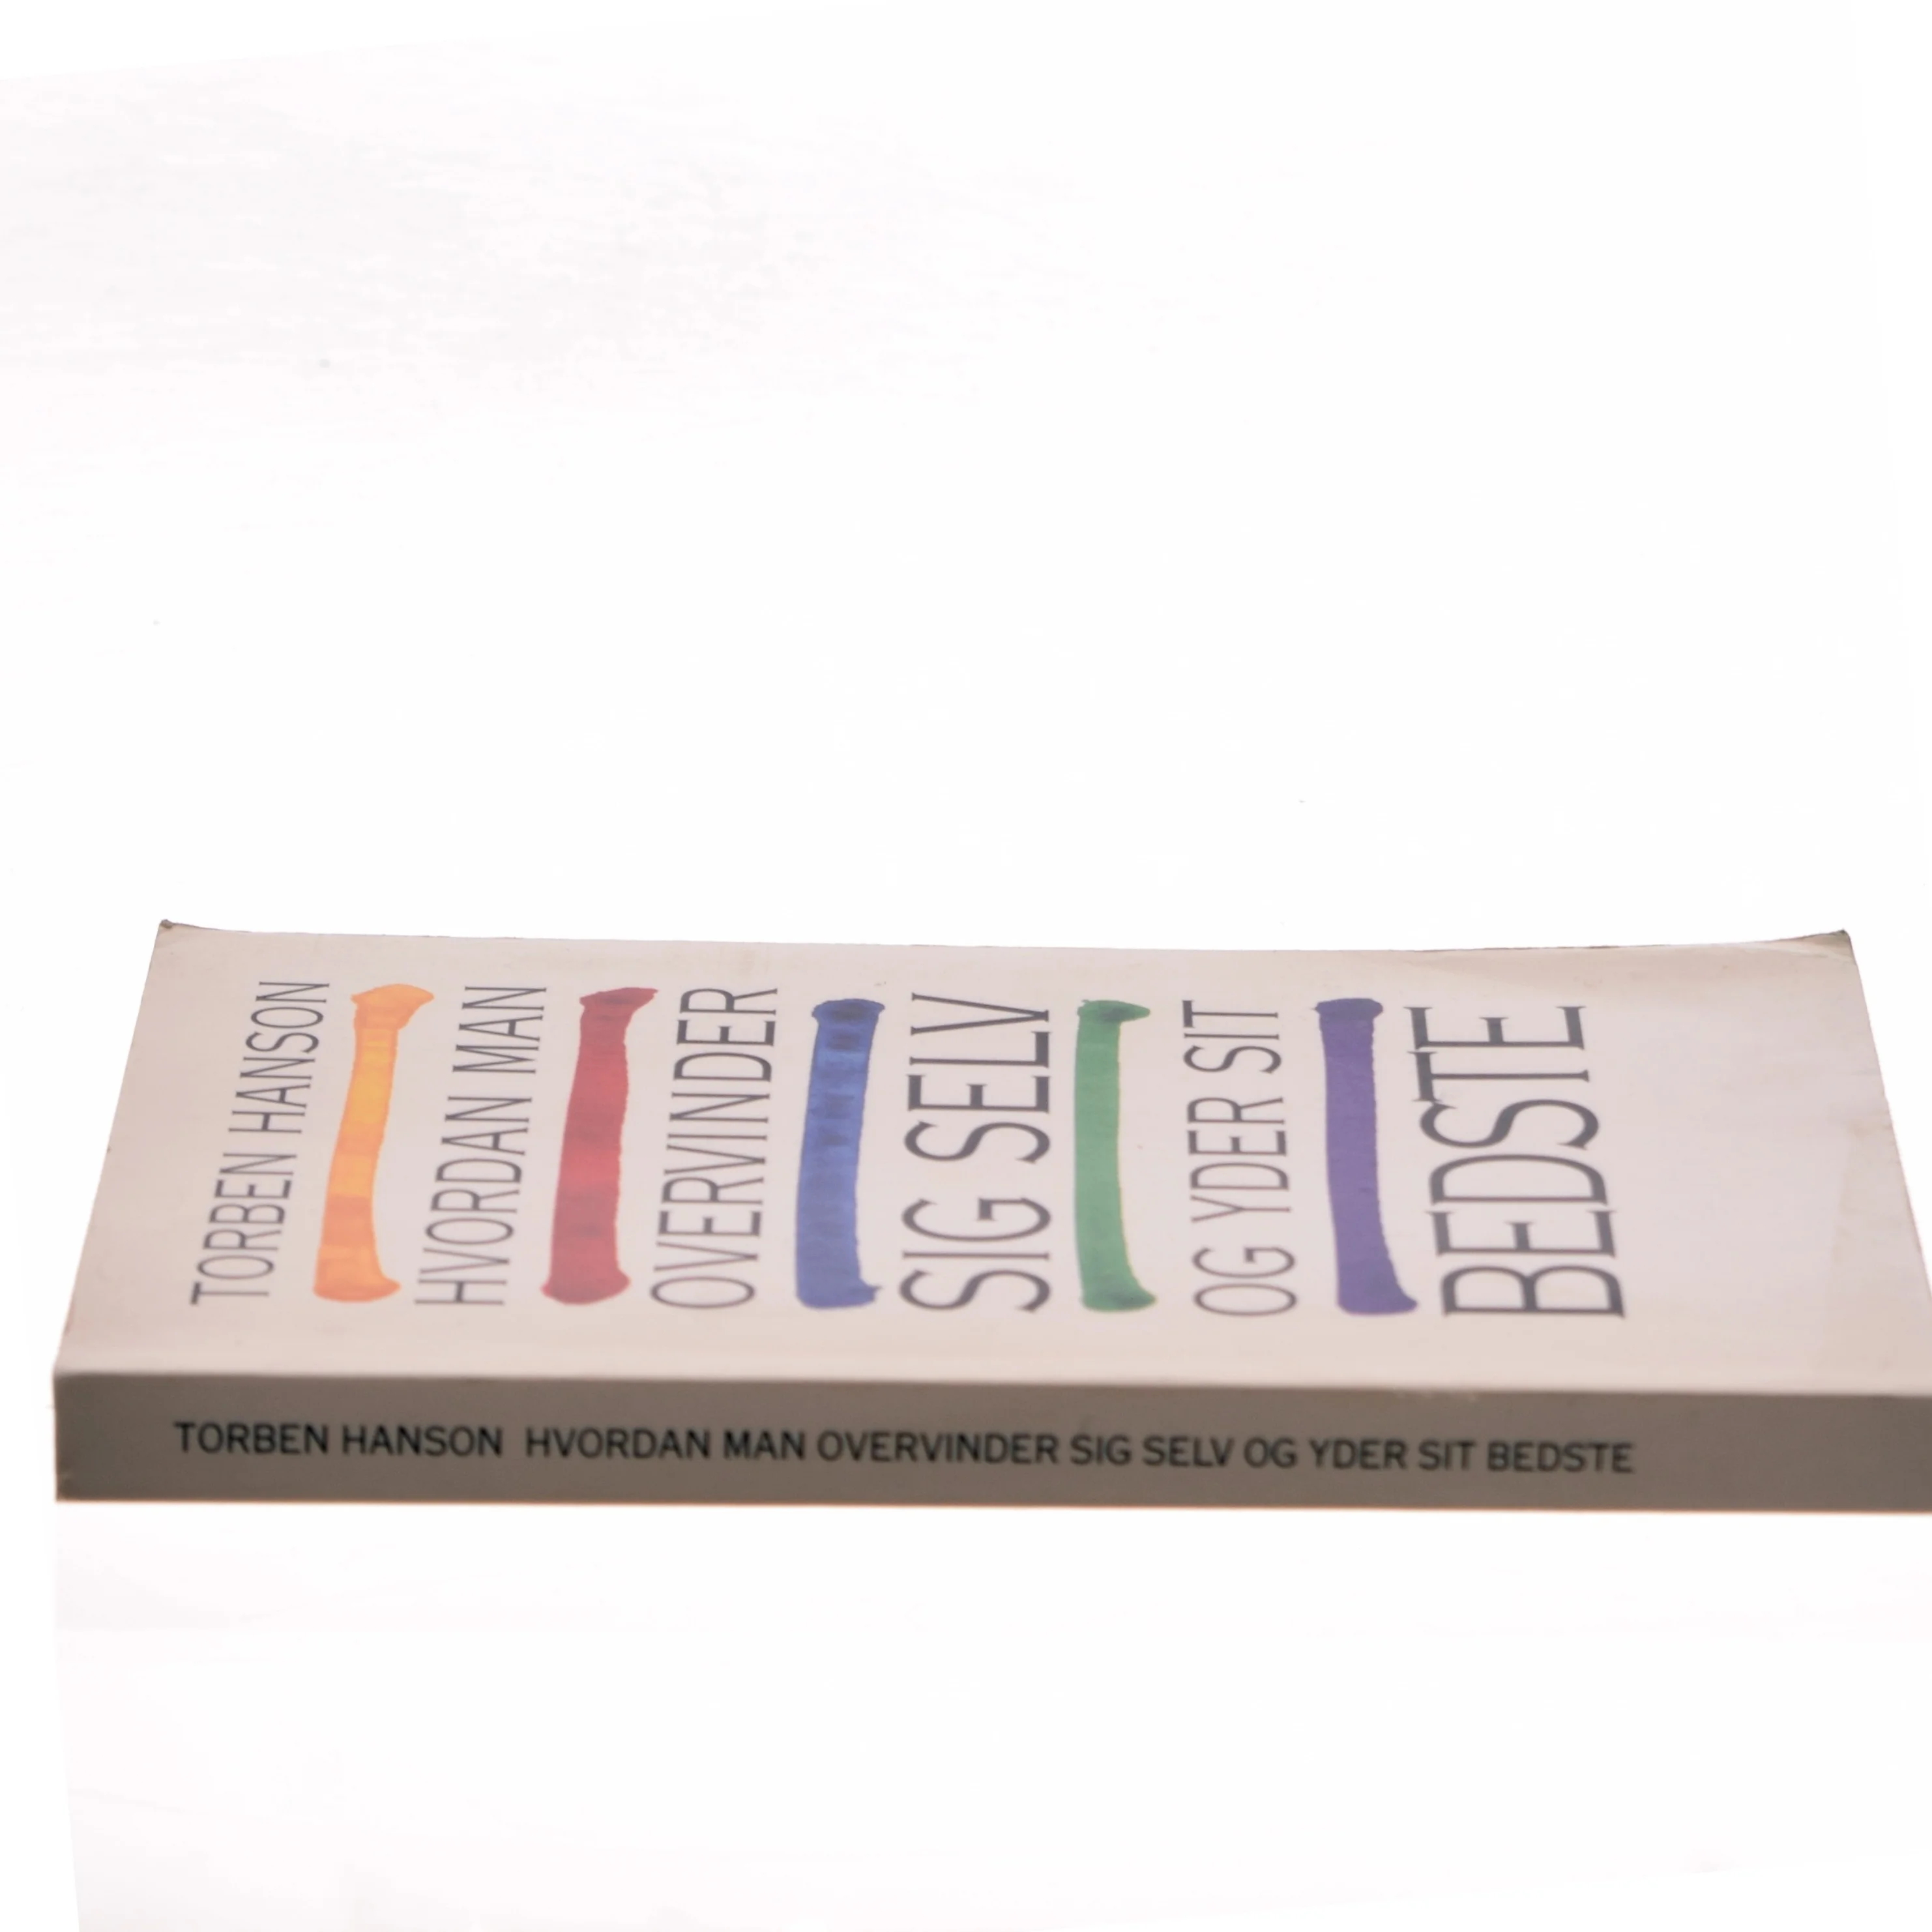 TORBEN HANSON
HVORDAN MAN
OVERVINDER
SIG SELV
OG YDER SIT
BEDSTE
TORBEN HANSON HVORDAN MAN OVERVINDER SIG SELV OG YDER SIT BEDSTE